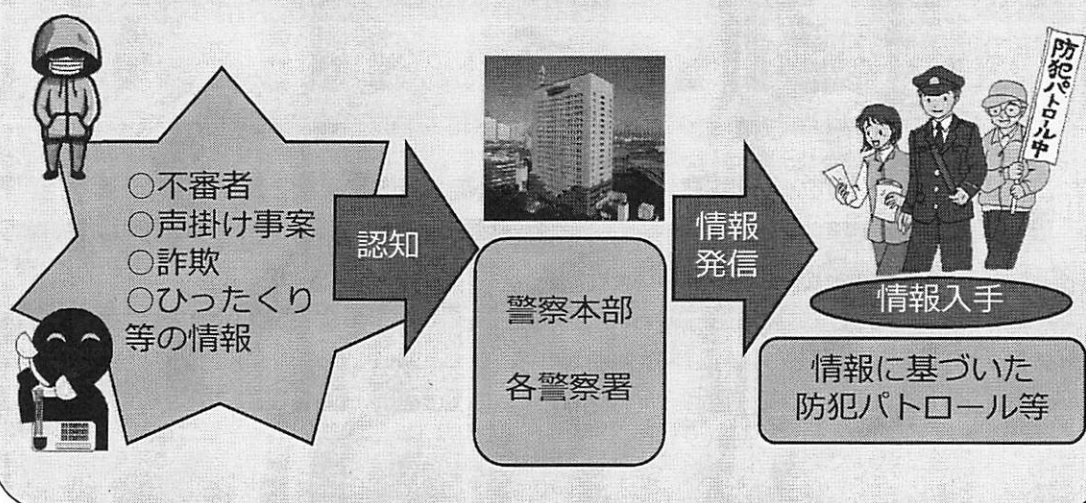 ○不審者
○声掛け事案
○詐欺
○ひったくり
等の情報
認知
警察本部
各警察署
情報
発信
防犯パトロール中
情報入手
情報に基づいた
防犯パトロール等